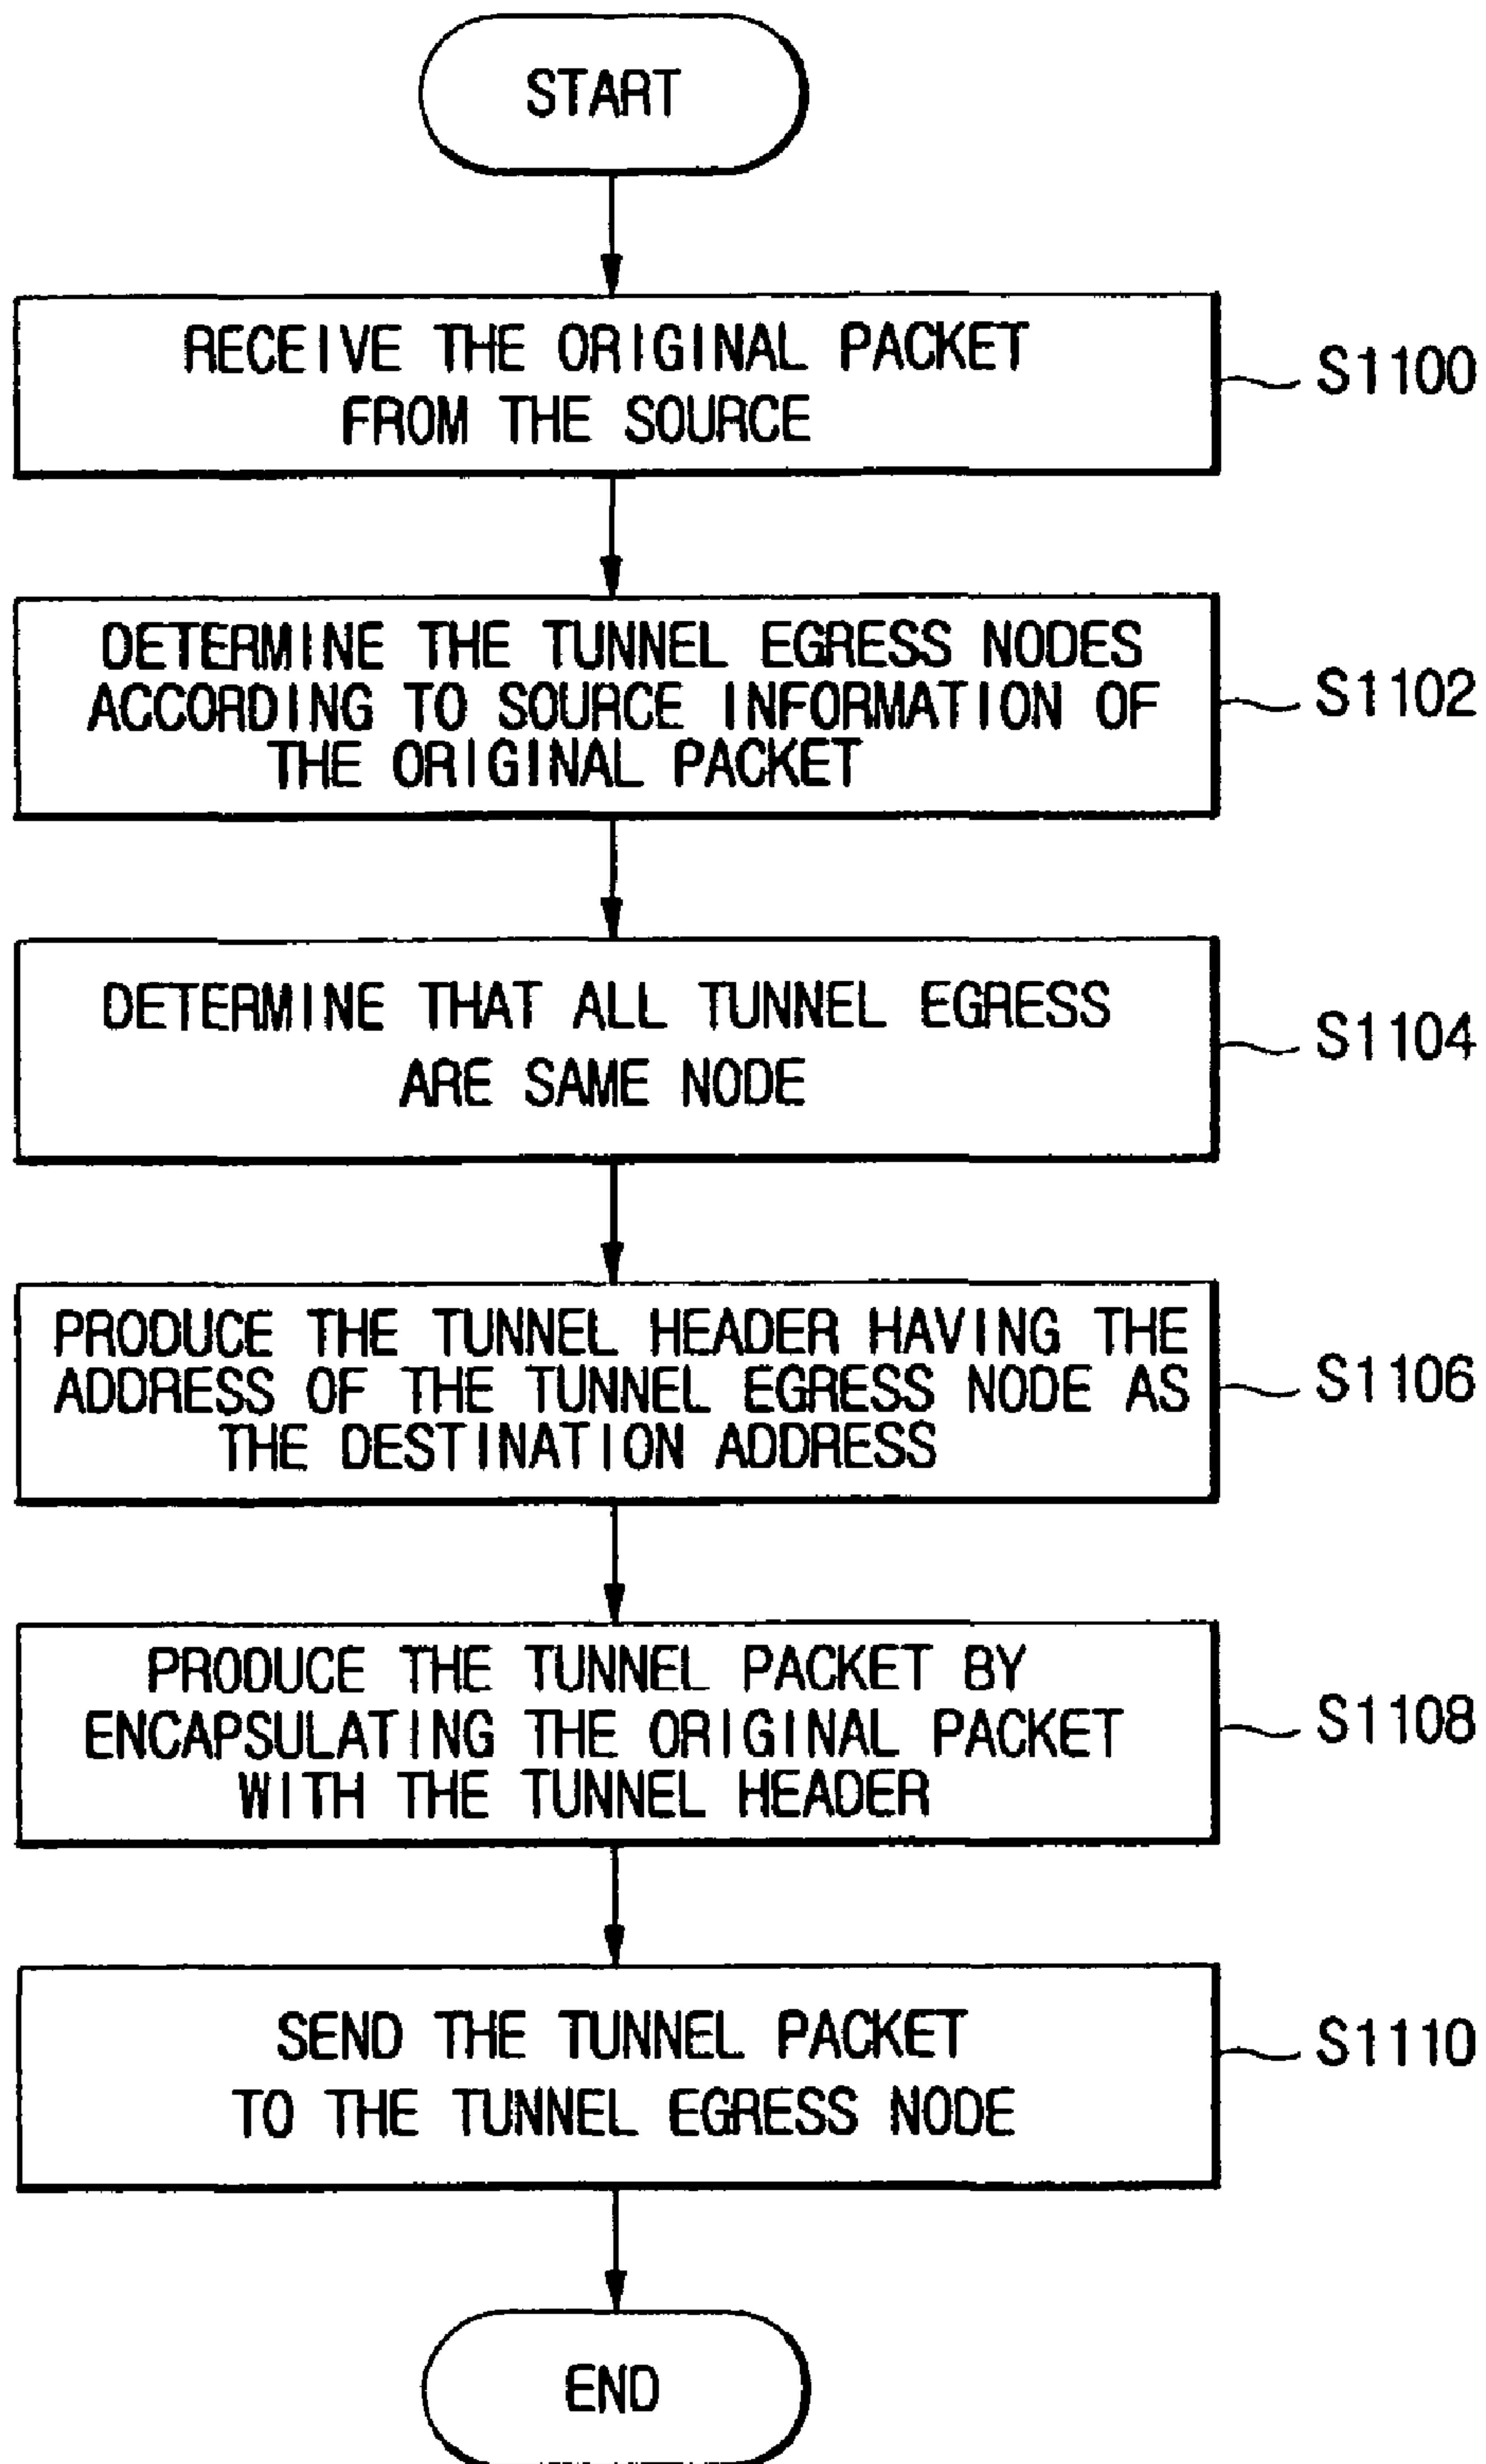 START
RECEIVE THE ORIGINAL PACKET
FROM THE SOURCE
S1100
DETERMINE THE TUNNEL EGRESS NODES
ACCORDING TO SOURCE INFORMATION OF
THE ORIGINAL PACKET
S1102
DETERMINE THAT ALL TUNNEL EGRESS
ARE SAME NODE
S1104
PRODUCE THE TUNNEL HEADER HAVING THE
ADDRESS OF THE TUNNEL EGRESS NODE AS
THE DESTINATION ADDRESS
S1106
PRODUCE THE TUNNEL PACKET BY
ENCAPSULATING THE ORIGINAL PACKET
WITH THE TUNNEL HEADER
S1108
SEND THE TUNNEL PACKET
TO THE TUNNEL EGRESS NODE
S1110
END